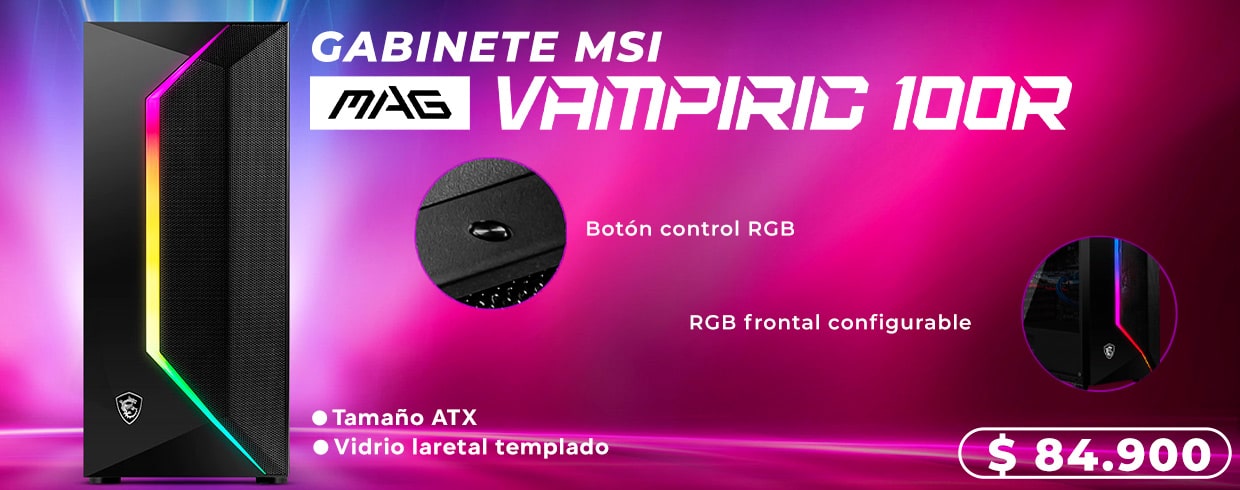 GABINETE MSI
MAG VAMPIRIC 100R
Botón control RGB
RGB frontal configurable
Tamaño ATX
Vidrio laretal templado
$ 84.900